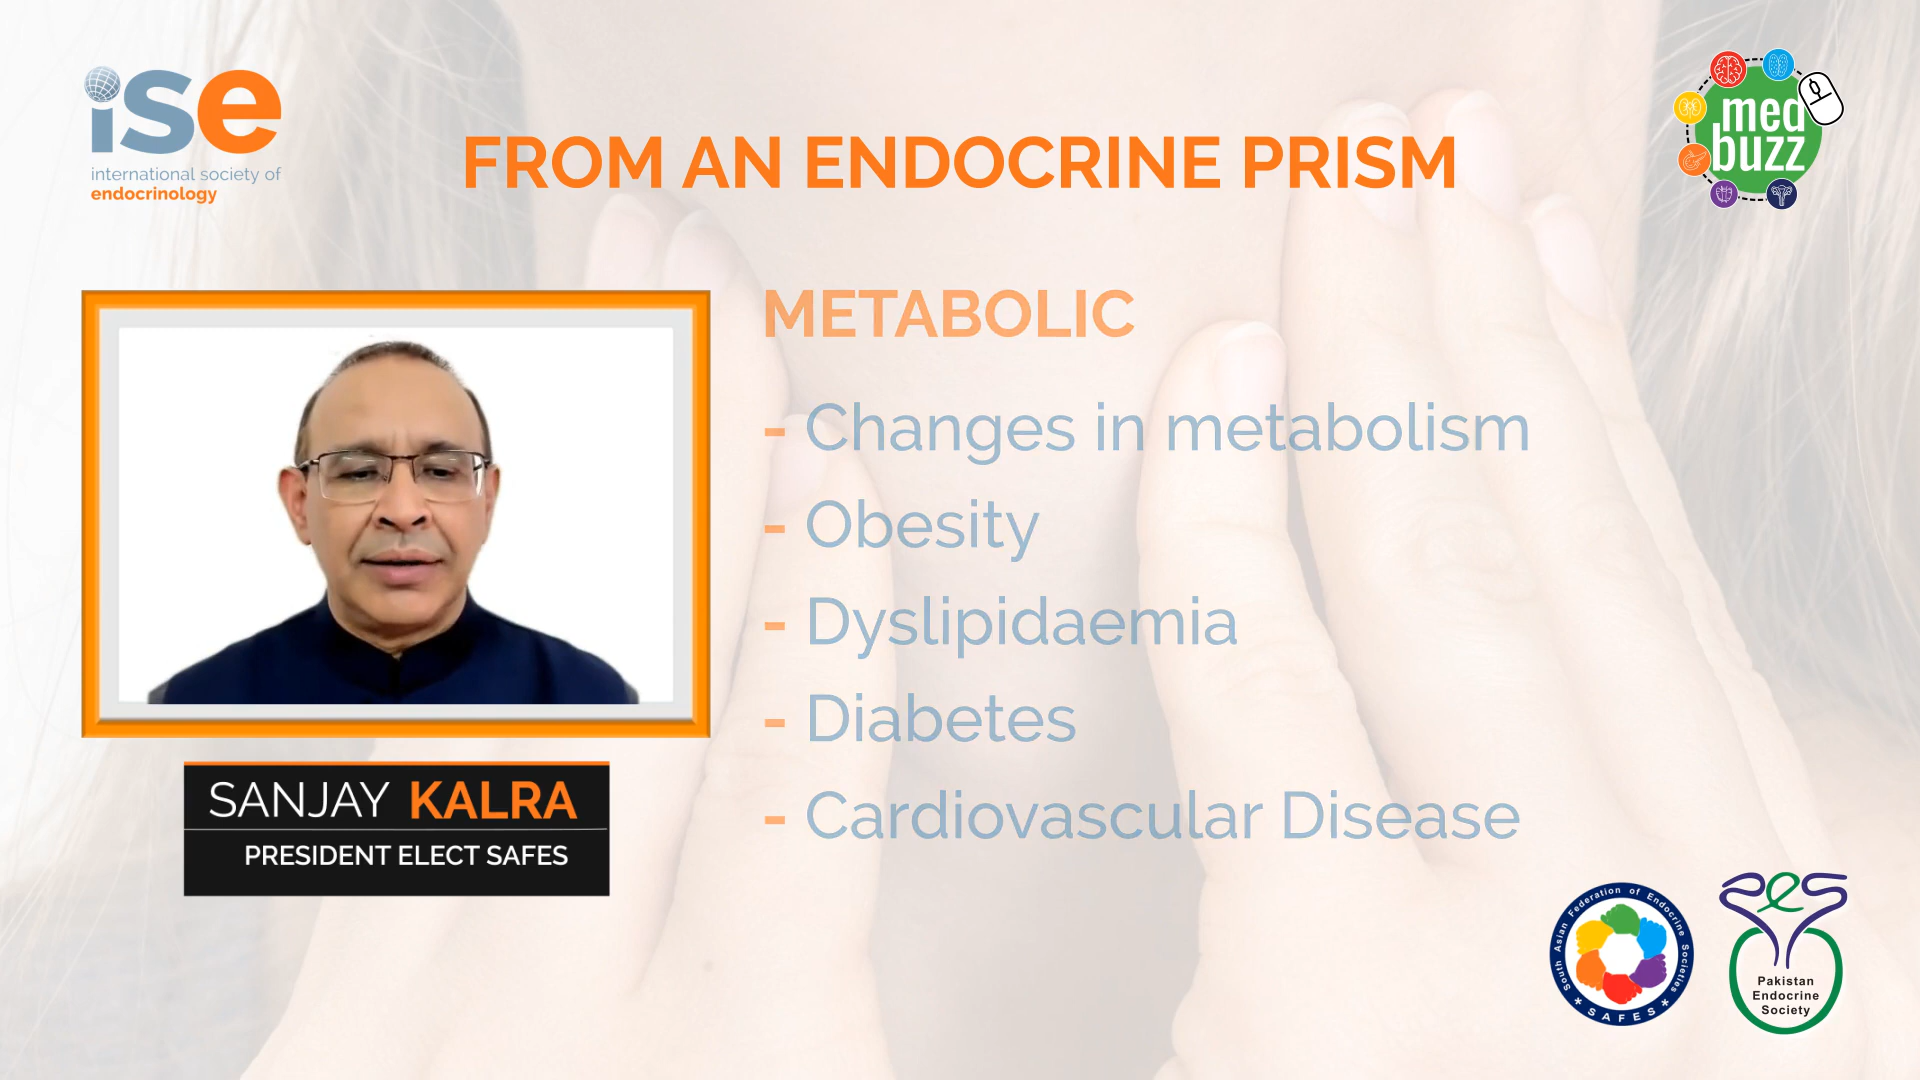 ise
international society of
endocrinology
FROM AN ENDOCRINE PRISM
med
buzz
METABOLIC
- Changes in metabolism
- Obesity
- Dyslipidaemia
- Diabetes
- Cardiovascular Disease
SANJAY KALRA
PRESIDENT ELECT SAFES
South Asian Federation of Endocrine Societies
SAFES
PES
Pakistan
Endocrine
Society